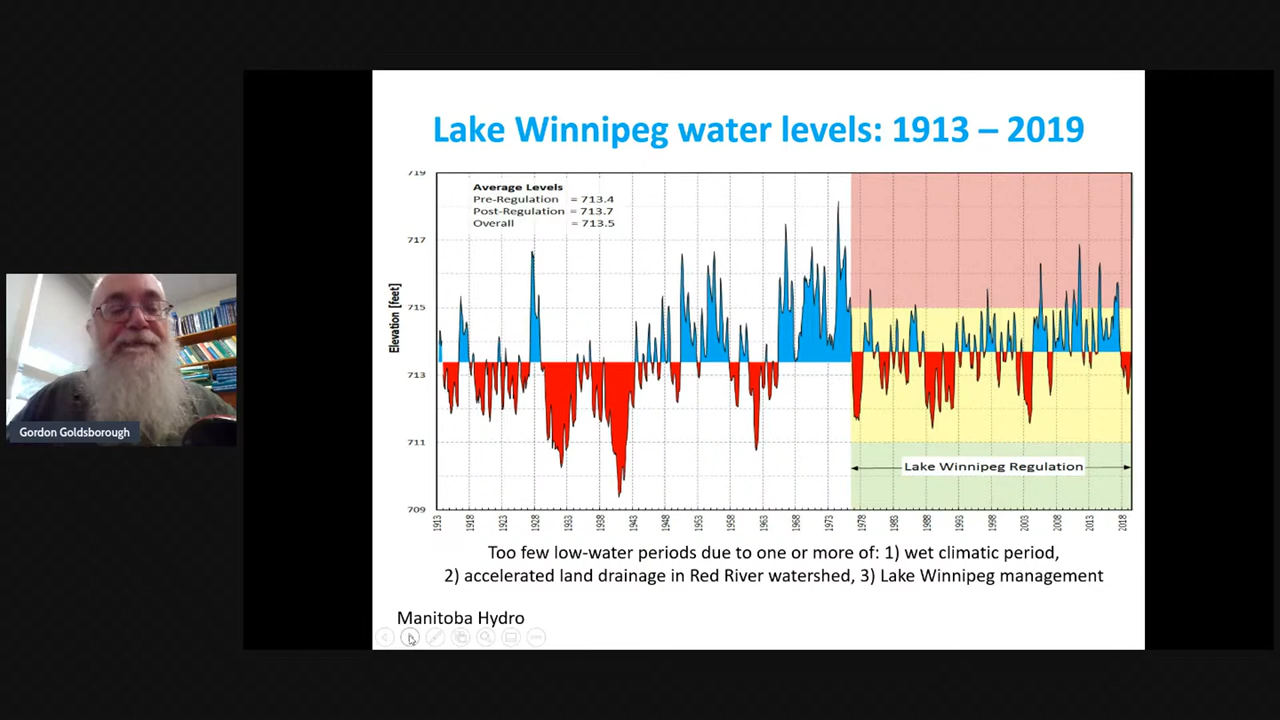 Lake Winnipeg water levels: 1913 – 2019
719
717
715
713
711
709
Elevation [feet]
Average Levels
Pre-Regulation = 713.4
Post-Regulation = 713.7
Overall = 713.5
Lake Winnipeg Regulation
1913 1918 1923 1928 1933 1938 1943 1948 1953 1958 1963 1968 1973 1978 1983 1988 1993 1998 2003 2008 2013 2018
Gordon Goldsborough
Too few low-water periods due to one or more of: 1) wet climatic period,
2) accelerated land drainage in Red River watershed, 3) Lake Winnipeg management
Manitoba Hydro